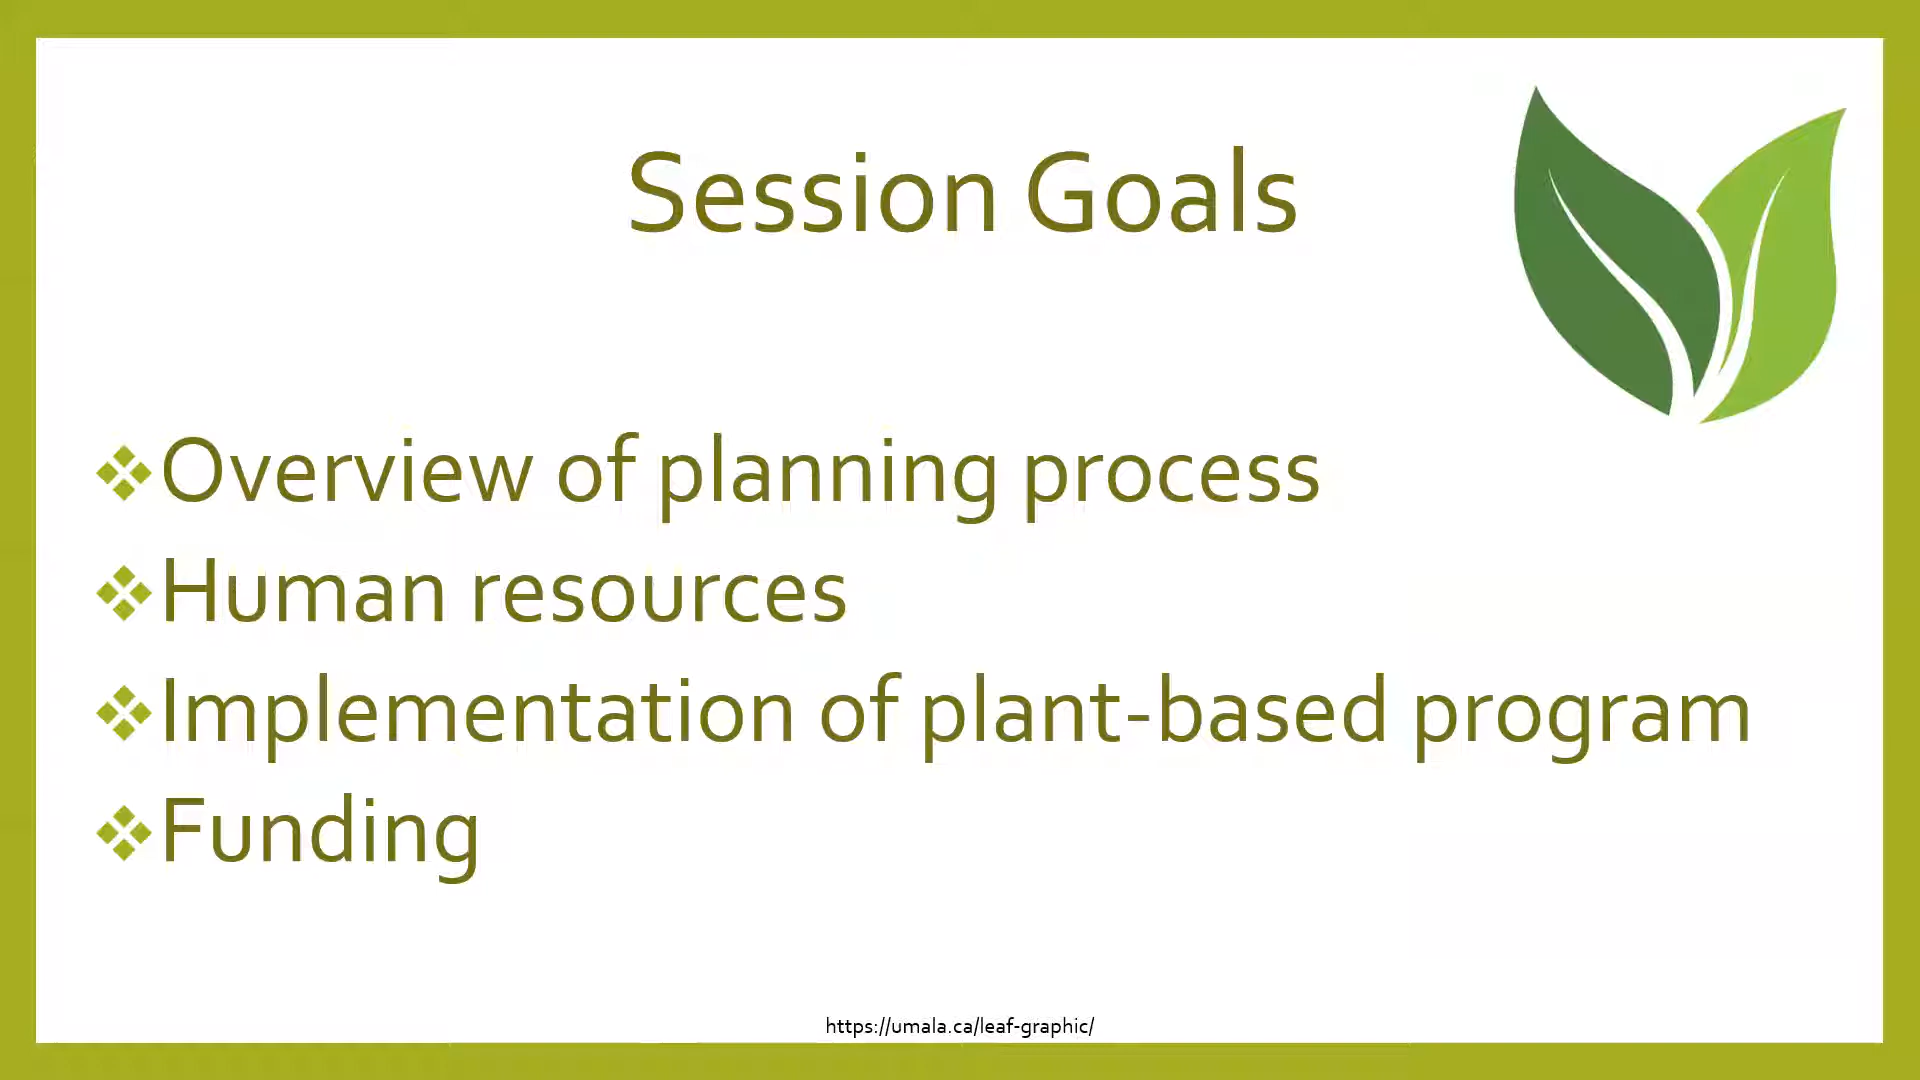 Session Goals
❖Overview of planning process
❖Human resources
❖Implementation of plant-based program
❖Funding
https://umala.ca/leaf-graphic/